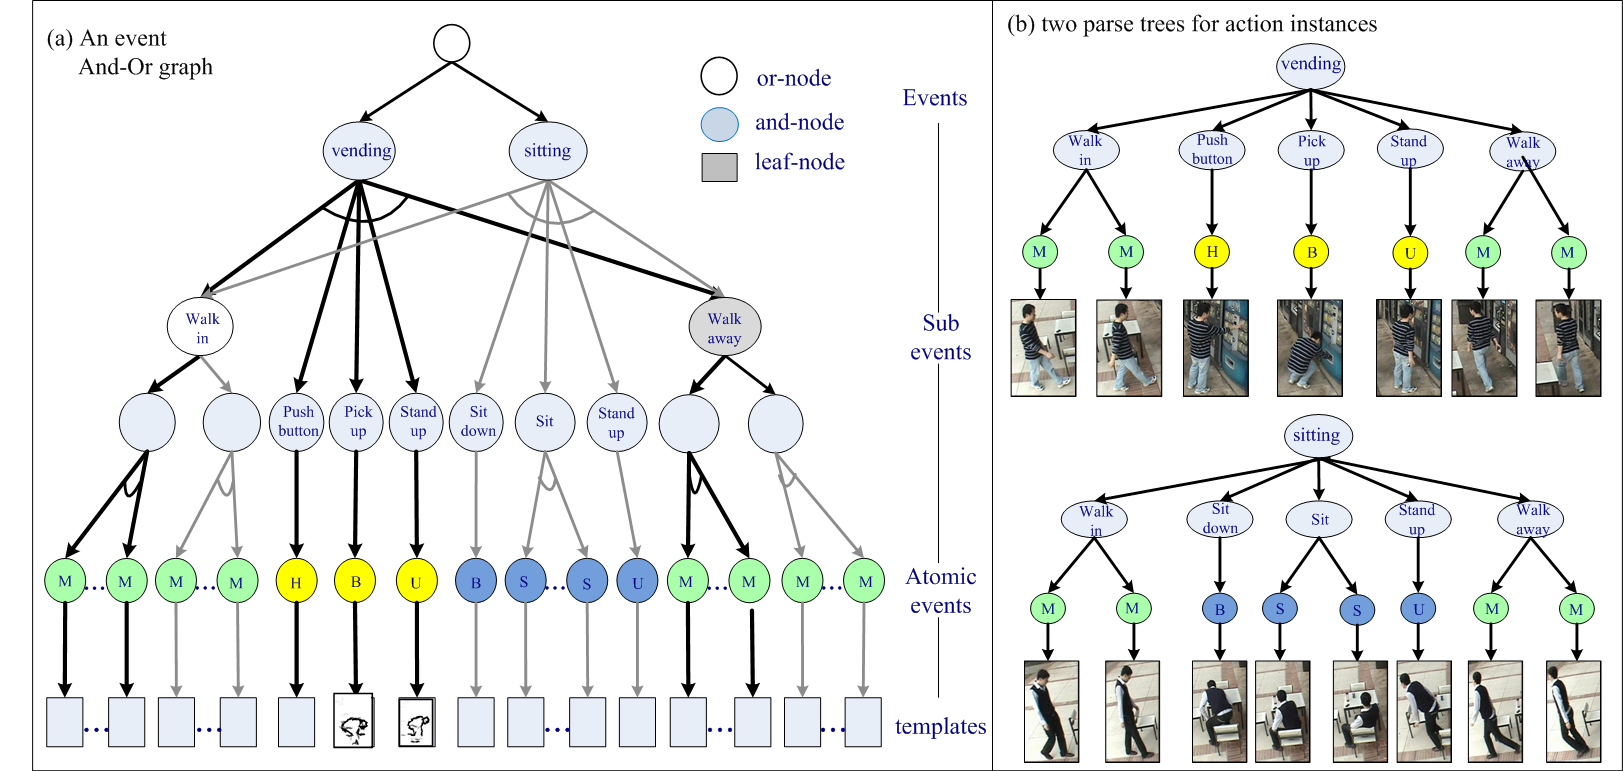 (a) An event
And-Or graph
or-node
and-node
leaf-node
Events
vending
sitting
Sub
events
Walk
in
Walk
away
Push
button
Pick
up
Stand
up
Sit
down
Sit
Stand
up
Atomic
events
M ... M M ... M H B U B S ... S U M ... M M ... M
templates
... ... ... ... ...
(b) two parse trees for action instances
vending
Walk
in
Push
button
Pick
up
Stand
up
Walk
away
M M H B U M M
sitting
Walk
in
Sit
down
Sit
Stand
up
Walk
away
M M B S S U M M